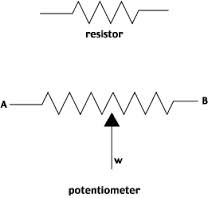 resistor
A B
w
potentiometer